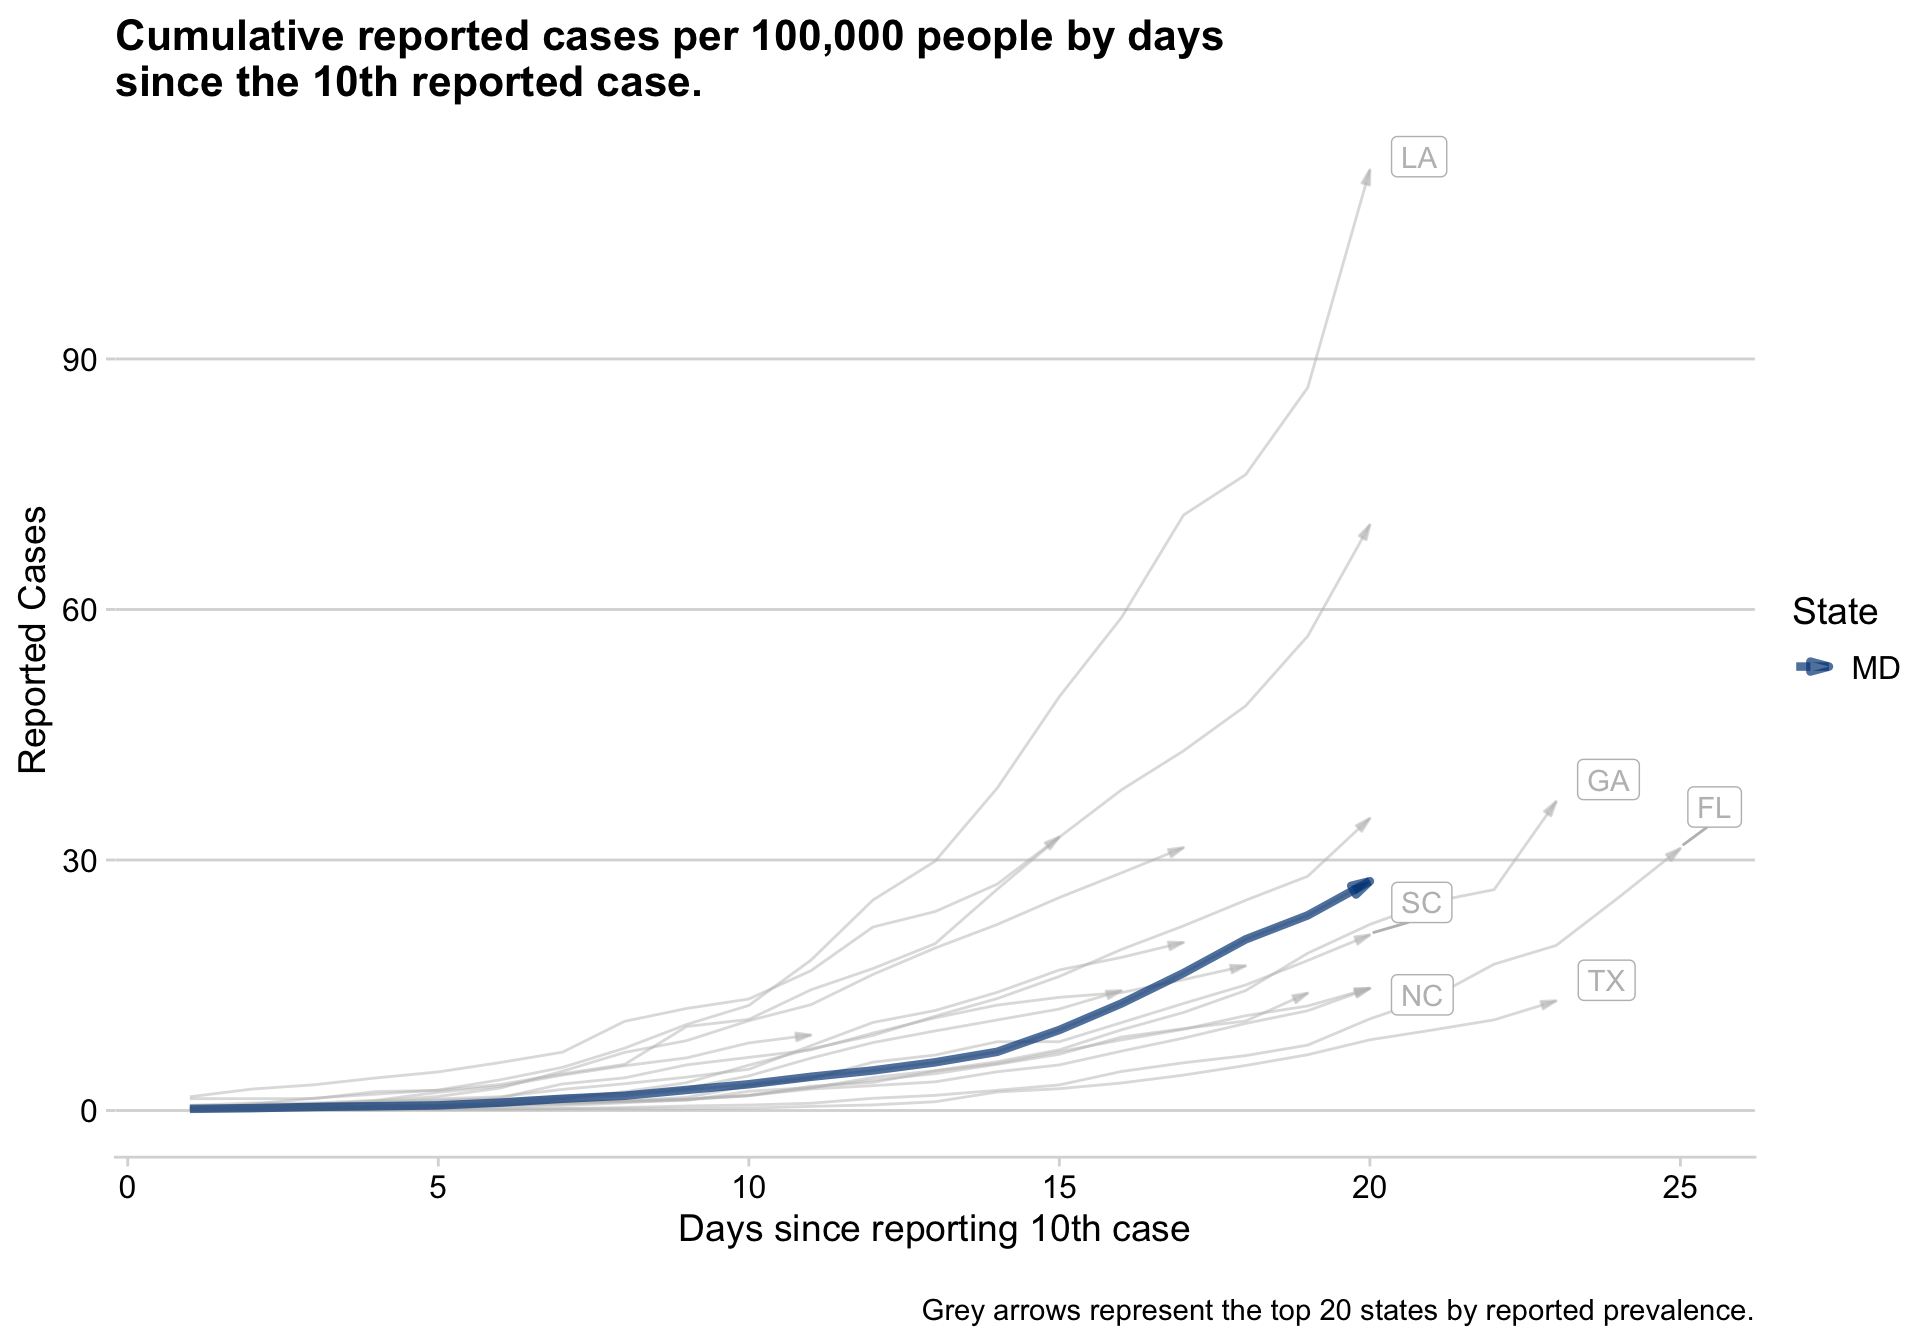 Cumulative reported cases per 100,000 people by days
since the 10th reported case.
LA
90
Reported Cases
60
State
MD
GA
FL
30
SC
TX
NC
0
0 5 10 15 20 25
Days since reporting 10th case
Grey arrows represent the top 20 states by reported prevalence.